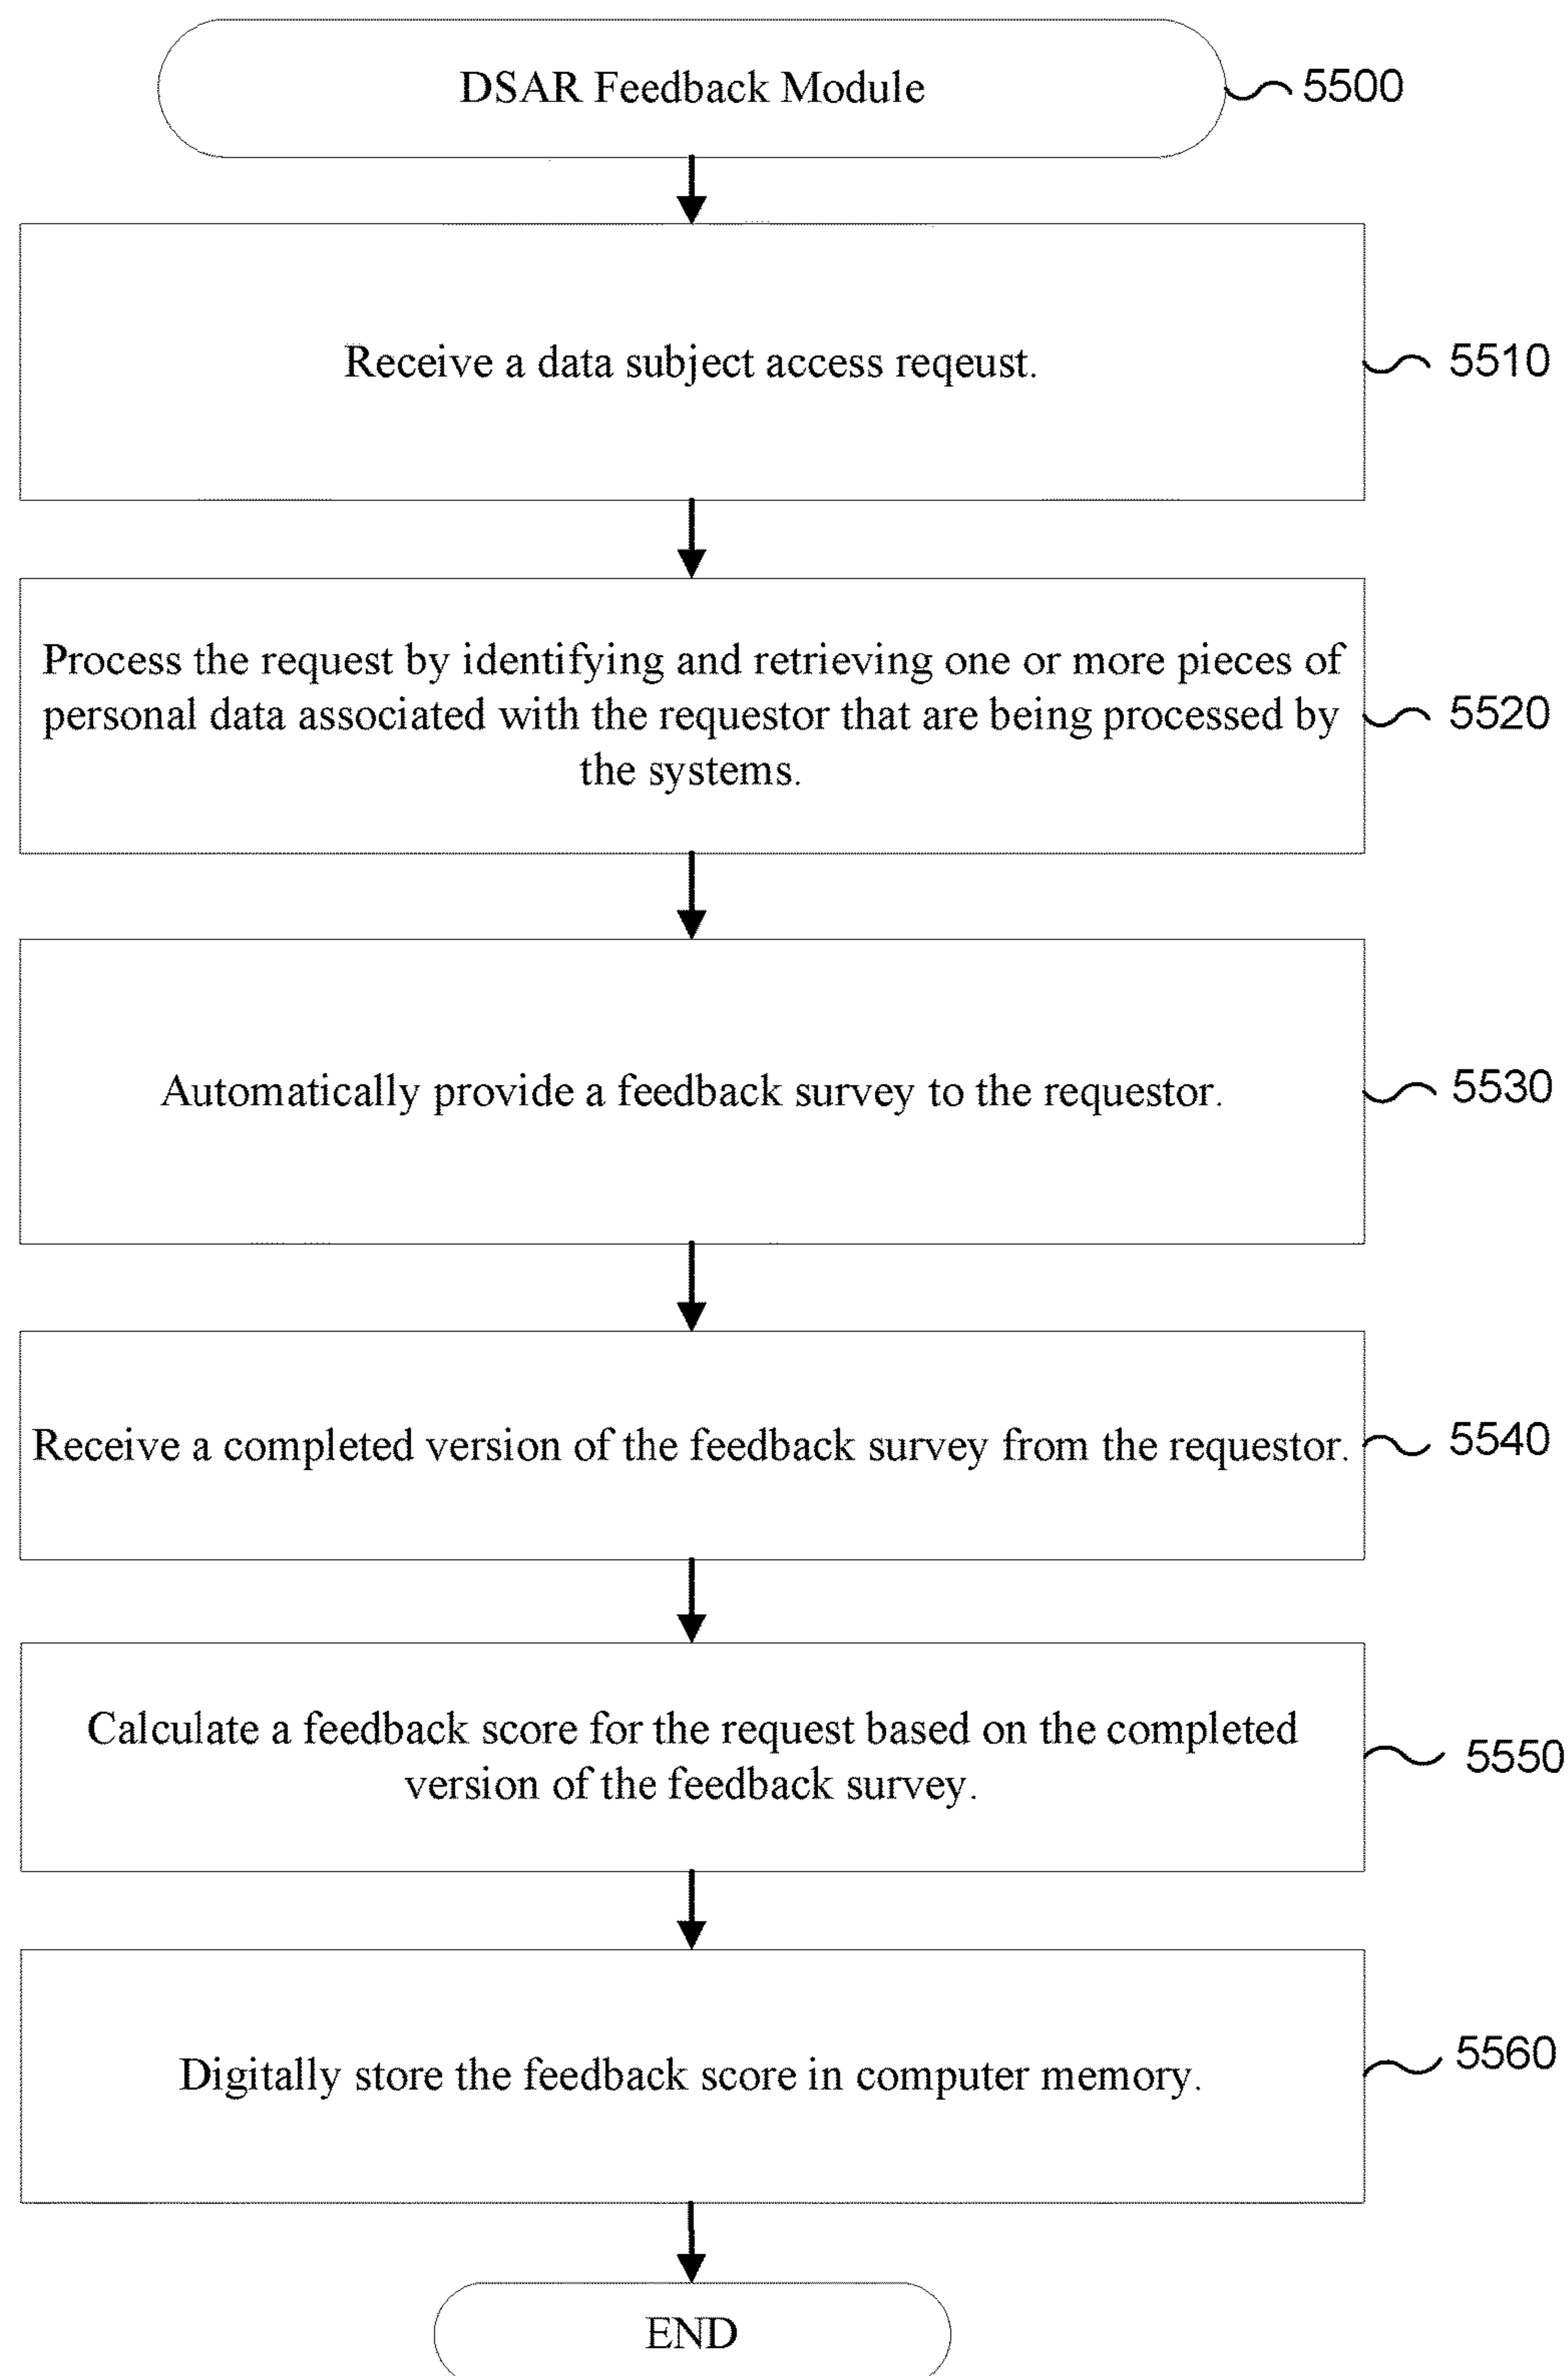 DSAR Feedback Module
5500
Receive a data subject access reqeust.
5510
Process the request by identifying and retrieving one or more pieces of
personal data associated with the requestor that are being processed by
the systems.
5520
Automatically provide a feedback survey to the requestor.
5530
Receive a completed version of the feedback survey from the requestor.
5540
Calculate a feedback score for the request based on the completed
version of the feedback survey.
5550
Digitally store the feedback score in computer memory.
5560
END